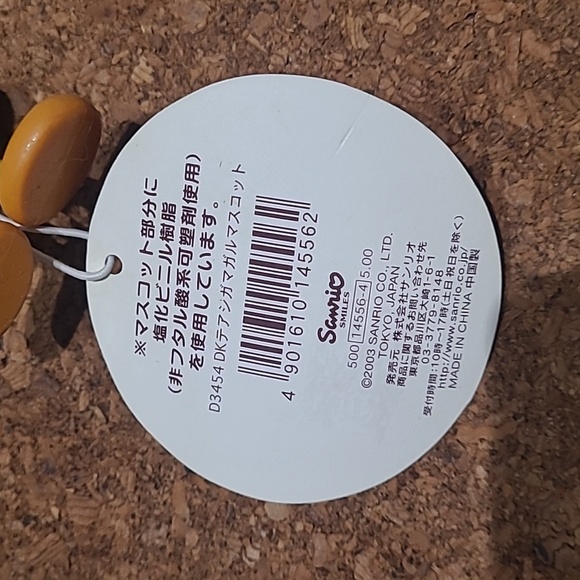 ※マスコット部分に
塩化ビニル樹脂
(非フタル酸系可塑剤使用)
を使用しています。
D3454 DKテアシガマガルマスコット
4 901610 145562
Sanrio
SMILES
500 14556-4 5.00
©2003 SANRIO CO., LTD.
TOKYO, JAPAN
発売元 株式会社サンリオ
商品に関するお問い合わせ先
東京都品川区大崎1-6-1
03-3779-8148
受付時間:10時～17時(土・日・祝日を除く)
http://www.sanrio.co.jp/
MADE IN CHINA 中国製